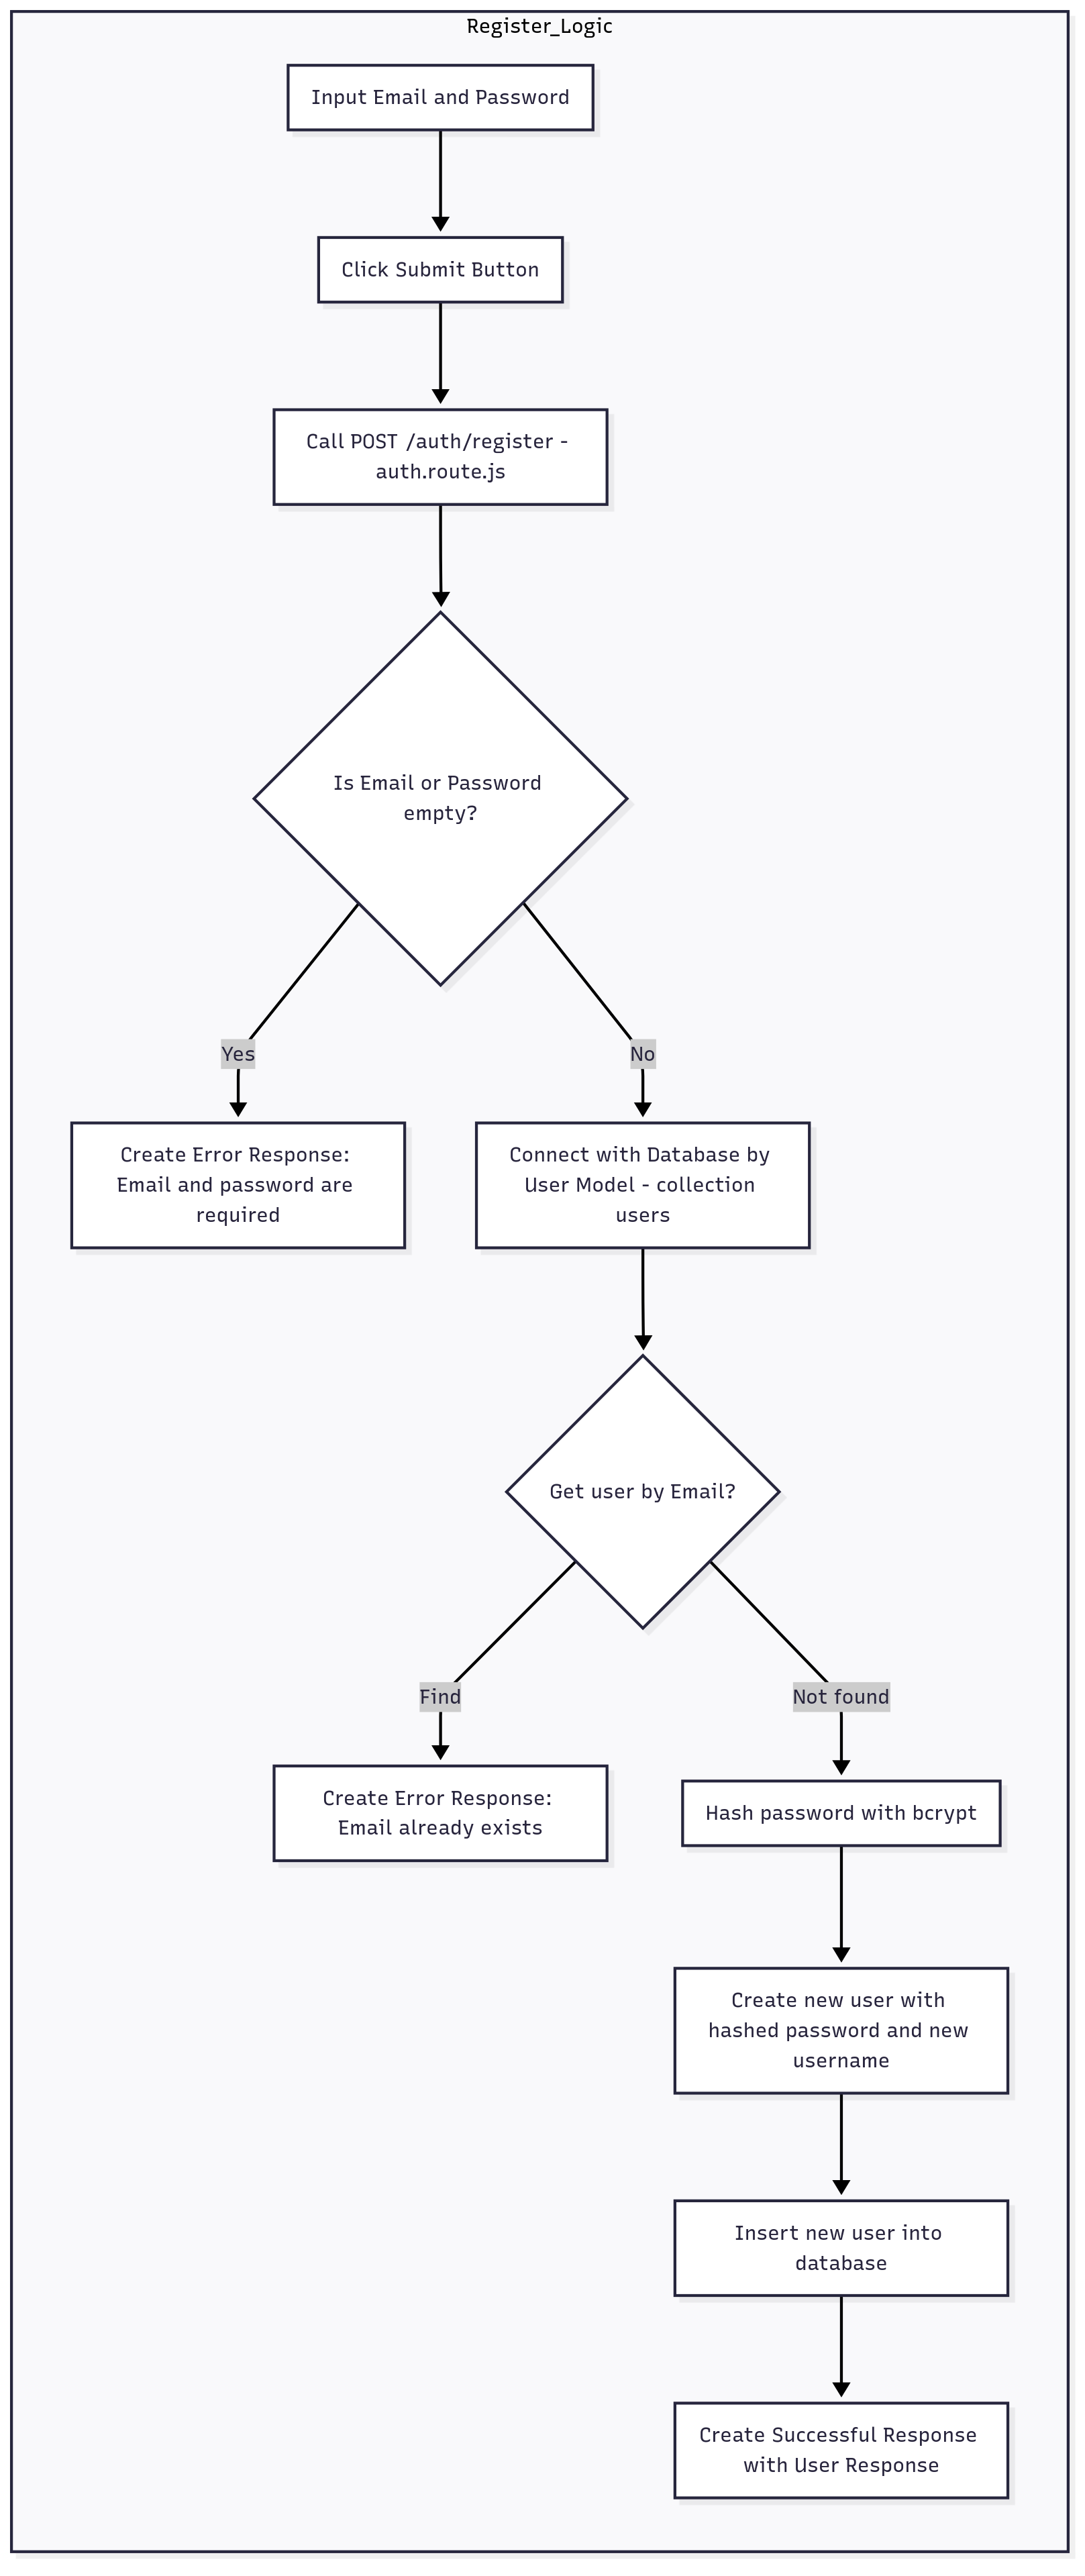 Register_Logic
Input Email and Password
Click Submit Button
Call POST /auth/register -
auth.route.js
Is Email or Password
empty?
Yes
No
Create Error Response:
Email and password are
required
Connect with Database by
User Model - collection
users
Get user by Email?
Find
Not found
Create Error Response:
Email already exists
Hash password with bcrypt
Create new user with
hashed password and new
username
Insert new user into
database
Create Successful Response
with User Response